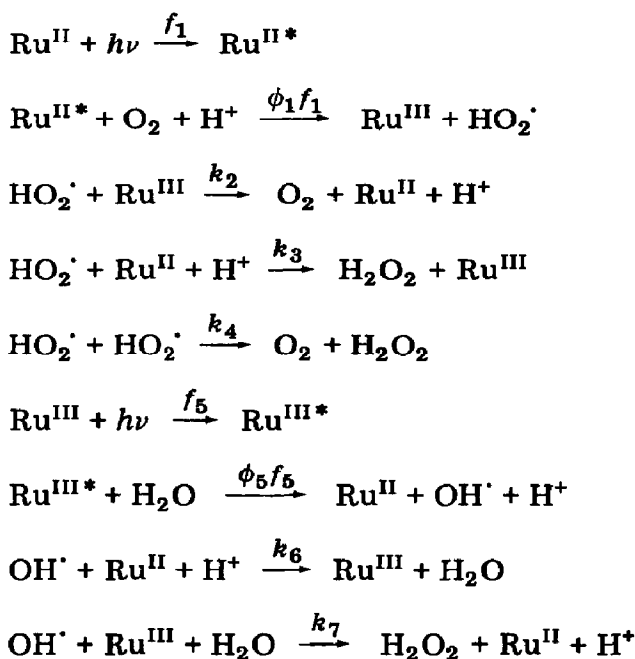 Ru^II + hν —f₁→ Ru^II*
Ru^II* + O₂ + H⁺ —ϕ₁f₁→ Ru^III + HO₂˙
HO₂˙ + Ru^III —k₂→ O₂ + Ru^II + H⁺
HO₂˙ + Ru^II + H⁺ —k₃→ H₂O₂ + Ru^III
HO₂˙ + HO₂˙ —k₄→ O₂ + H₂O₂
Ru^III + hν —f₅→ Ru^III*
Ru^III* + H₂O —ϕ₅f₅→ Ru^II + OH˙ + H⁺
OH˙ + Ru^II + H⁺ —k₆→ Ru^III + H₂O
OH˙ + Ru^III + H₂O —k₇→ H₂O₂ + Ru^II + H⁺